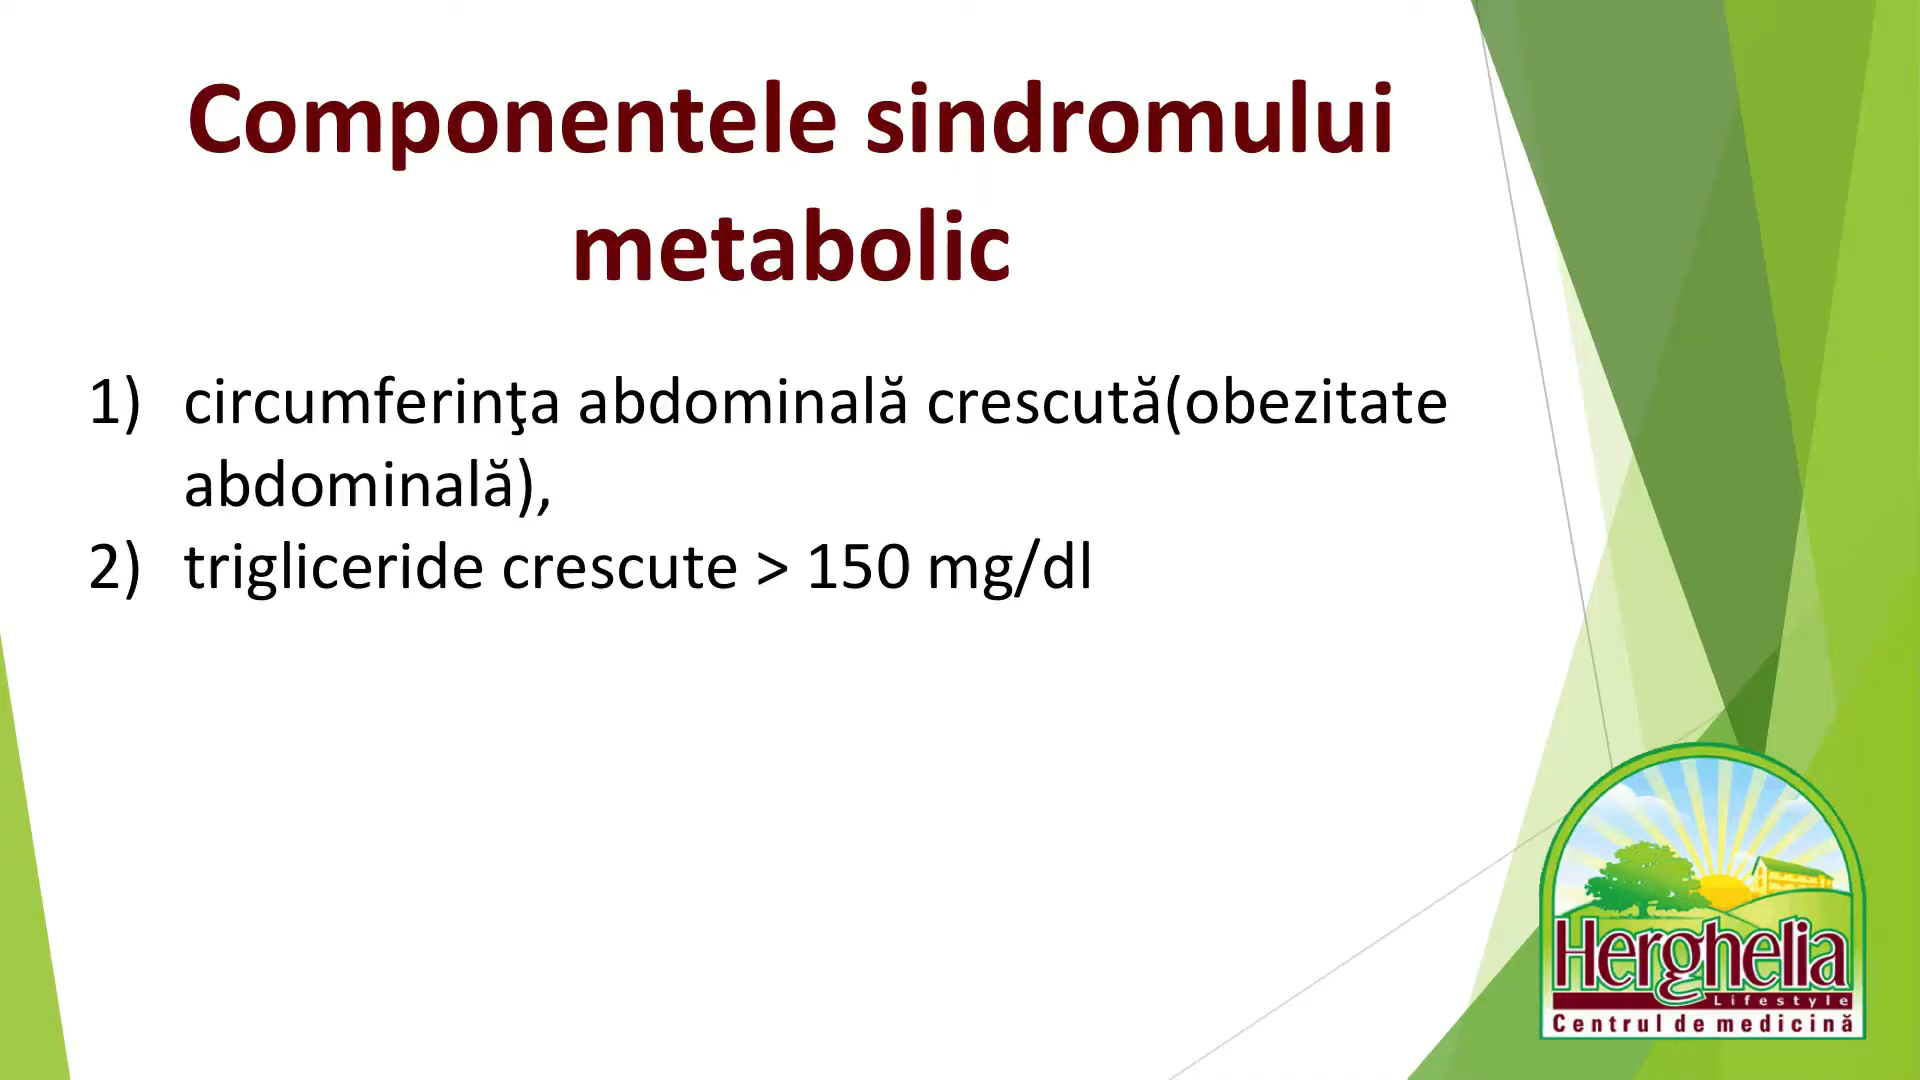 Componentele sindromului
metabolic
1) circumferinţa abdominală crescută(obezitate
abdominală),
2) trigliceride crescute > 150 mg/dl
Herghelia
Lifestyle
Centrul de medicină